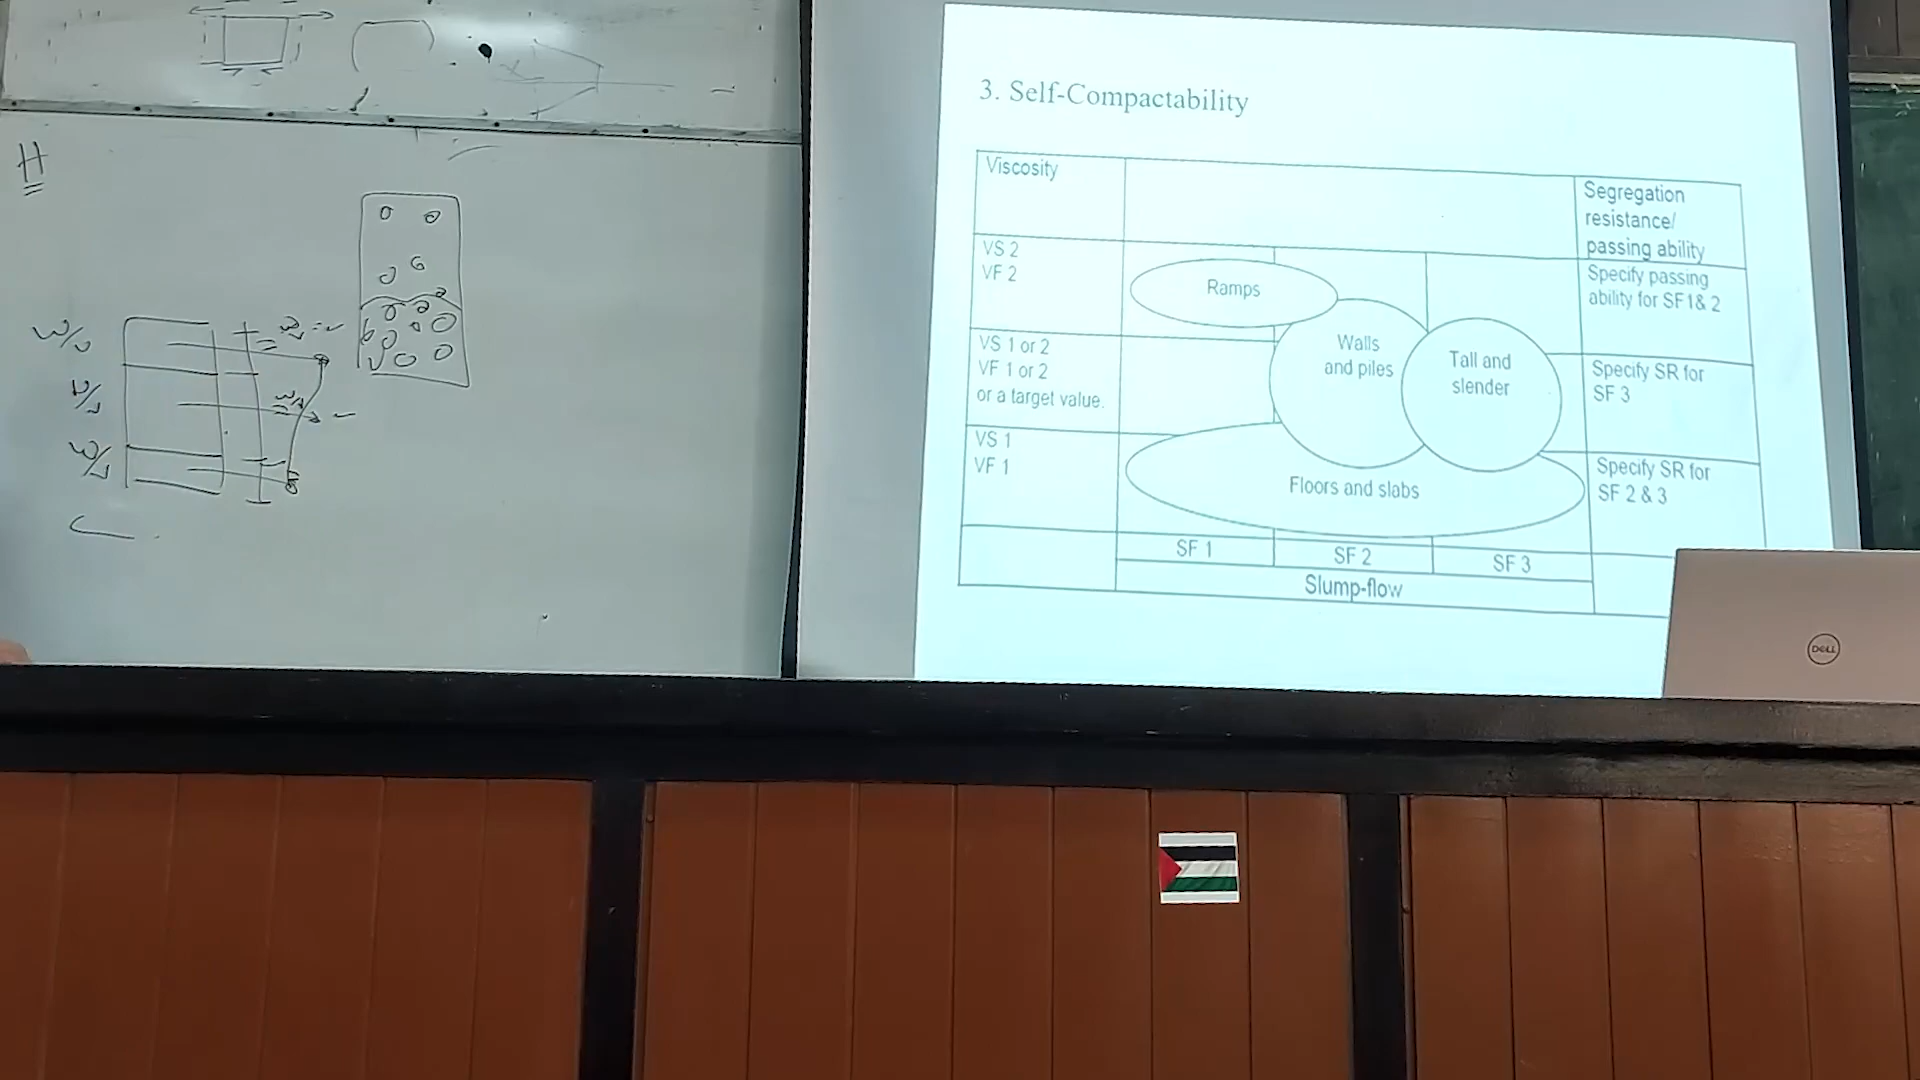 H
3. Self-Compactability
Viscosity
Segregation
resistance/
passing ability
VS 2
VF 2
Ramps
Specify passing
ability for SF1& 2
VS 1 or 2
VF 1 or 2
or a target value.
Walls
and piles
Tall and
slender
Specify SR for
SF 3
VS 1
VF 1
Floors and slabs
Specify SR for
SF 2 & 3
SF 1
SF 2
SF 3
Slump-flow
DELL